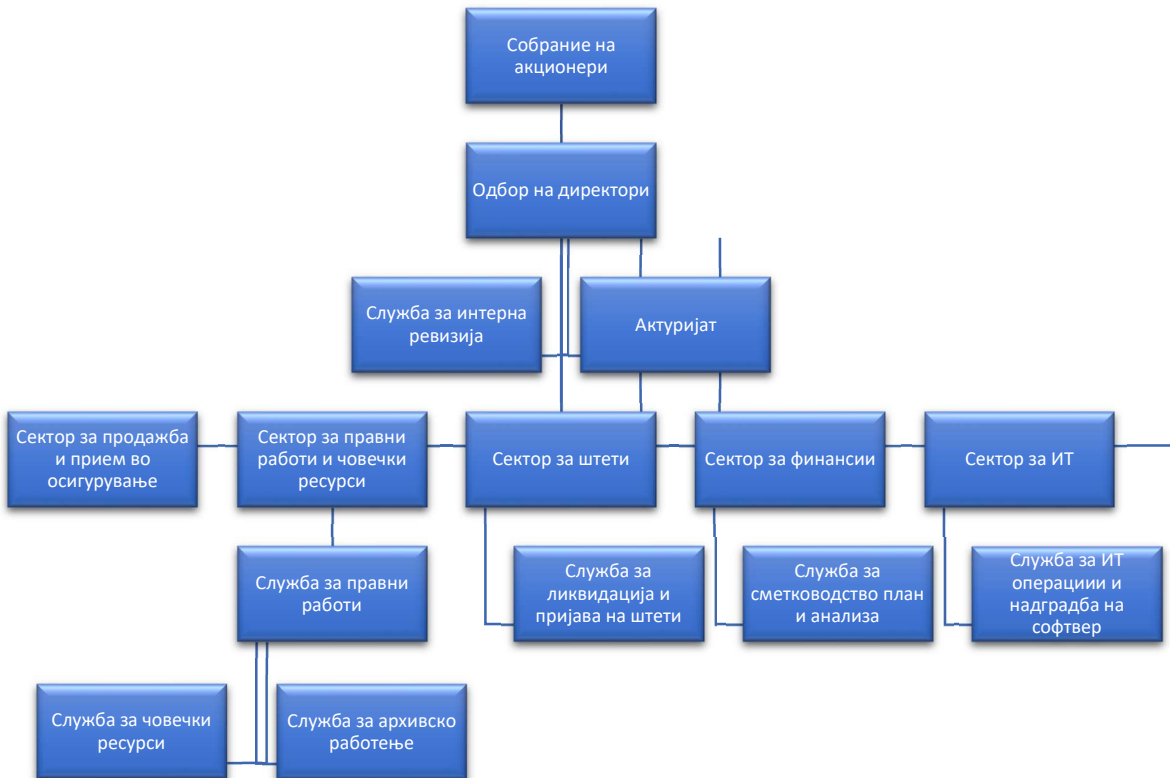 Собрание на
акционери
Одбор на директори
Служба за интерна
ревизија
Актуријат
Сектор за продажба
и прием во
осигурување
Сектор за правни
работи и човечки
ресурси
Сектор за штети
Сектор за финансии
Сектор за ИТ
Служба за правни
работи
Служба за
ликвидација и
пријава на штети
Служба за
сметководство план
и анализа
Служба за ИТ
операциии и
надградба на
софтвер
Служба за човечки
ресурси
Служба за архивско
работење